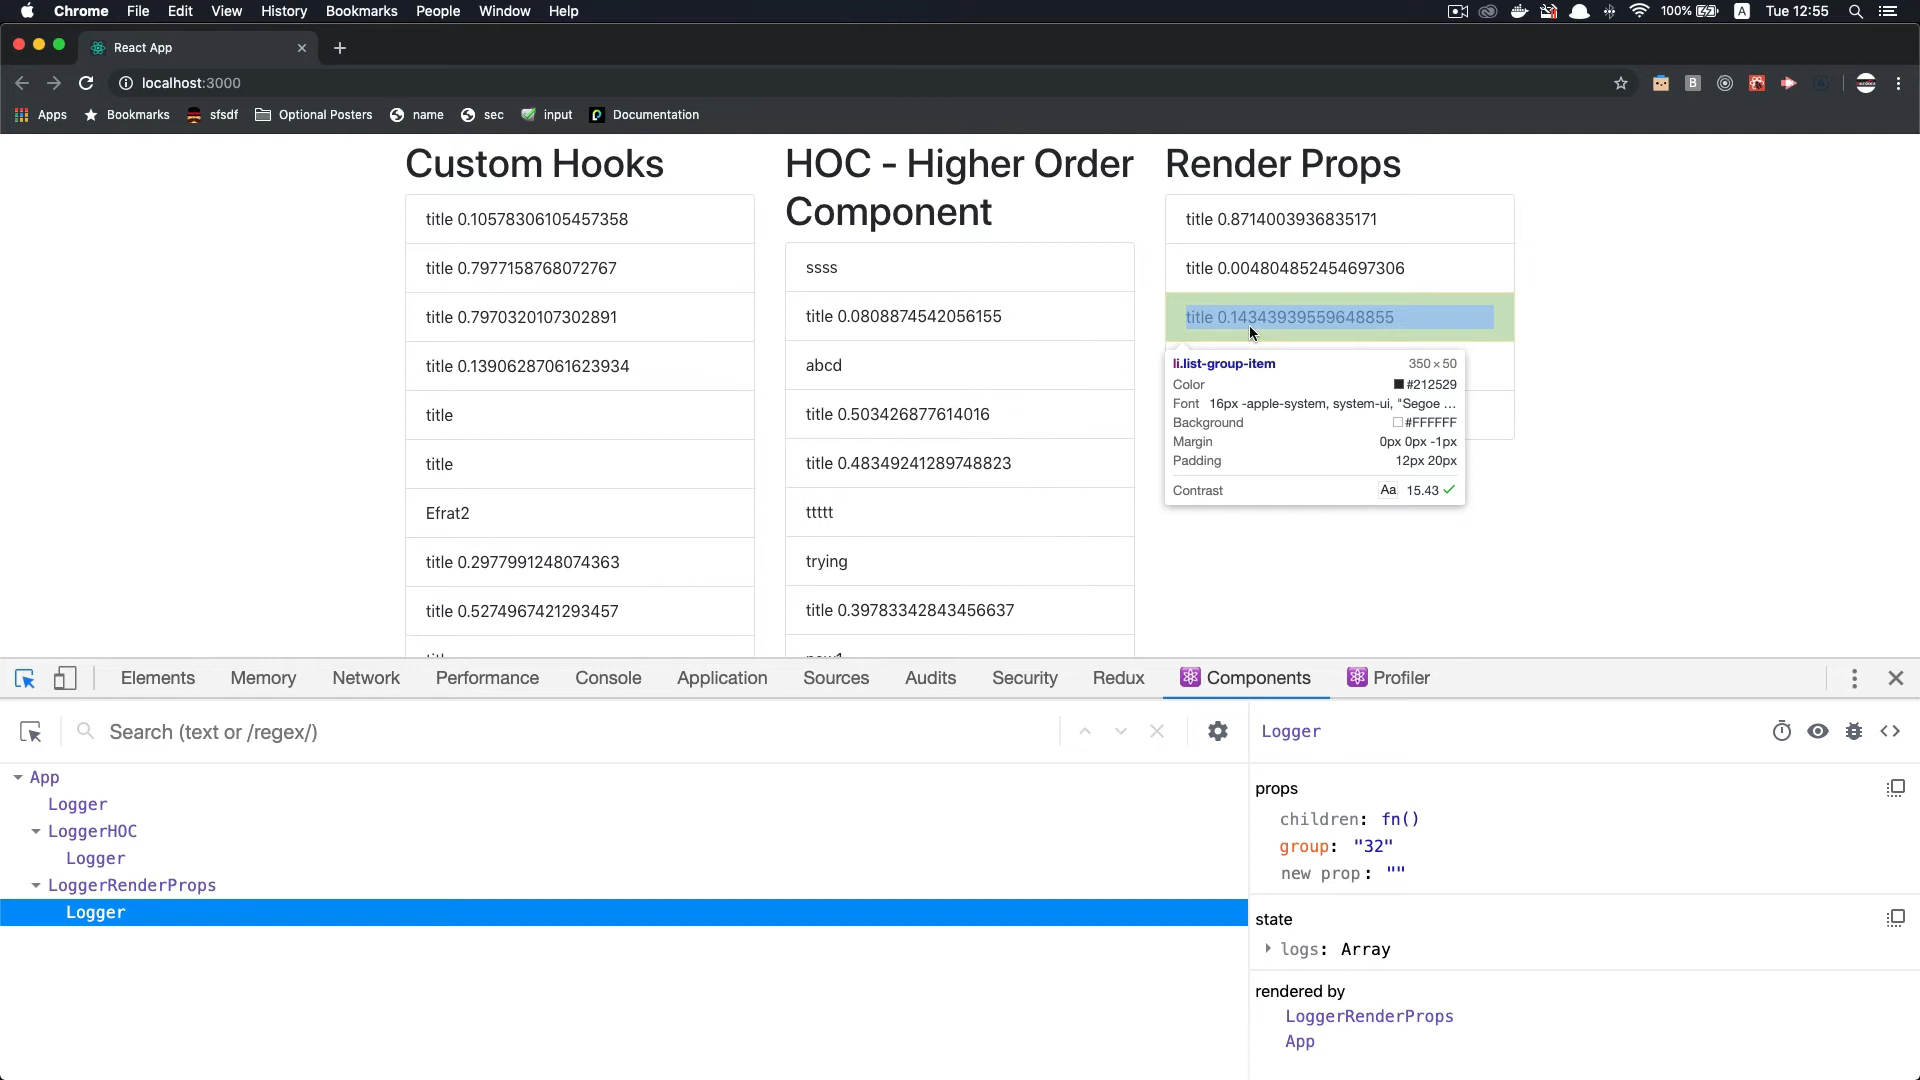 Chrome File Edit View History Bookmarks People Window Help 100% A Tue 12:55
React App
localhost:3000
Apps Bookmarks sfsdf Optional Posters name sec input Documentation
Custom Hooks
title 0.10578306105457358
title 0.7977158768072767
title 0.7970320107302891
title 0.13906287061623934
title
title
Efrat2
title 0.2977991248074363
title 0.5274967421293457
HOC - Higher Order
Component
ssss
title 0.0808874542056155
abcd
title 0.503426877614016
title 0.48349241289748823
ttttt
trying
title 0.39783342843456637
Render Props
title 0.8714003936835171
title 0.004804852454697306
title 0.14343939559648855
li.list-group-item 350 × 50
Color #212529
Font 16px -apple-system, system-ui, "Segoe ...
Background #FFFFFF
Margin 0px 0px -1px
Padding 12px 20px
Contrast Aa 15.43
Elements Memory Network Performance Console Application Sources Audits Security Redux Components Profiler
Search (text or /regex/)
App
Logger
LoggerHOC
Logger
LoggerRenderProps
Logger
Logger
props
children: fn()
group: "32"
new prop: ""
state
logs: Array
rendered by
LoggerRenderProps
App